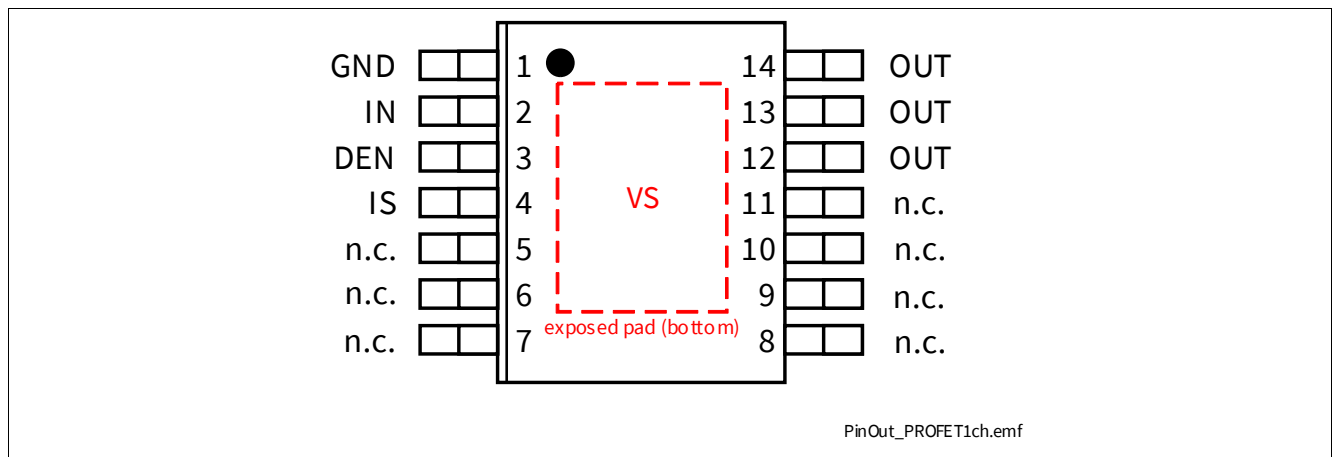 GND 1 14 OUT
IN 2 13 OUT
DEN 3 12 OUT
IS 4 VS 11 n.c.
n.c. 5 10 n.c.
n.c. 6 9 n.c.
exposed pad (bottom)
n.c. 7 8 n.c.
PinOut_PROFET1ch.emf